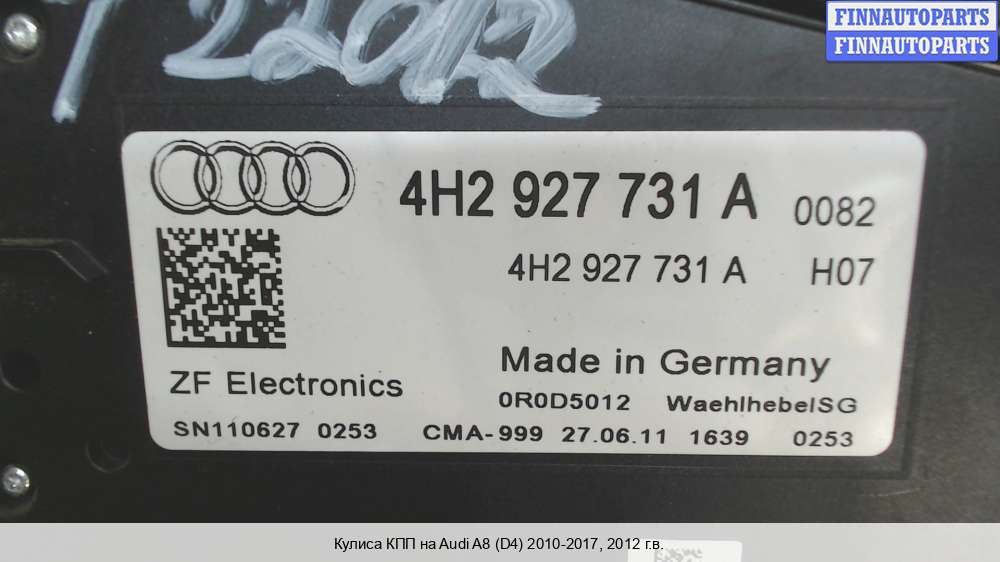 FINNAUTOPARTS
FINNAUTOPARTS
4H2 927 731 A 0082
4H2 927 731 A H07
Made in Germany
ZF Electronics
0R0D5012 WaehlhebelSG
SN110627 0253 CMA-999 27.06.11 1639 0253
Кулиса КПП на Audi A8 (D4) 2010-2017, 2012 г.в.